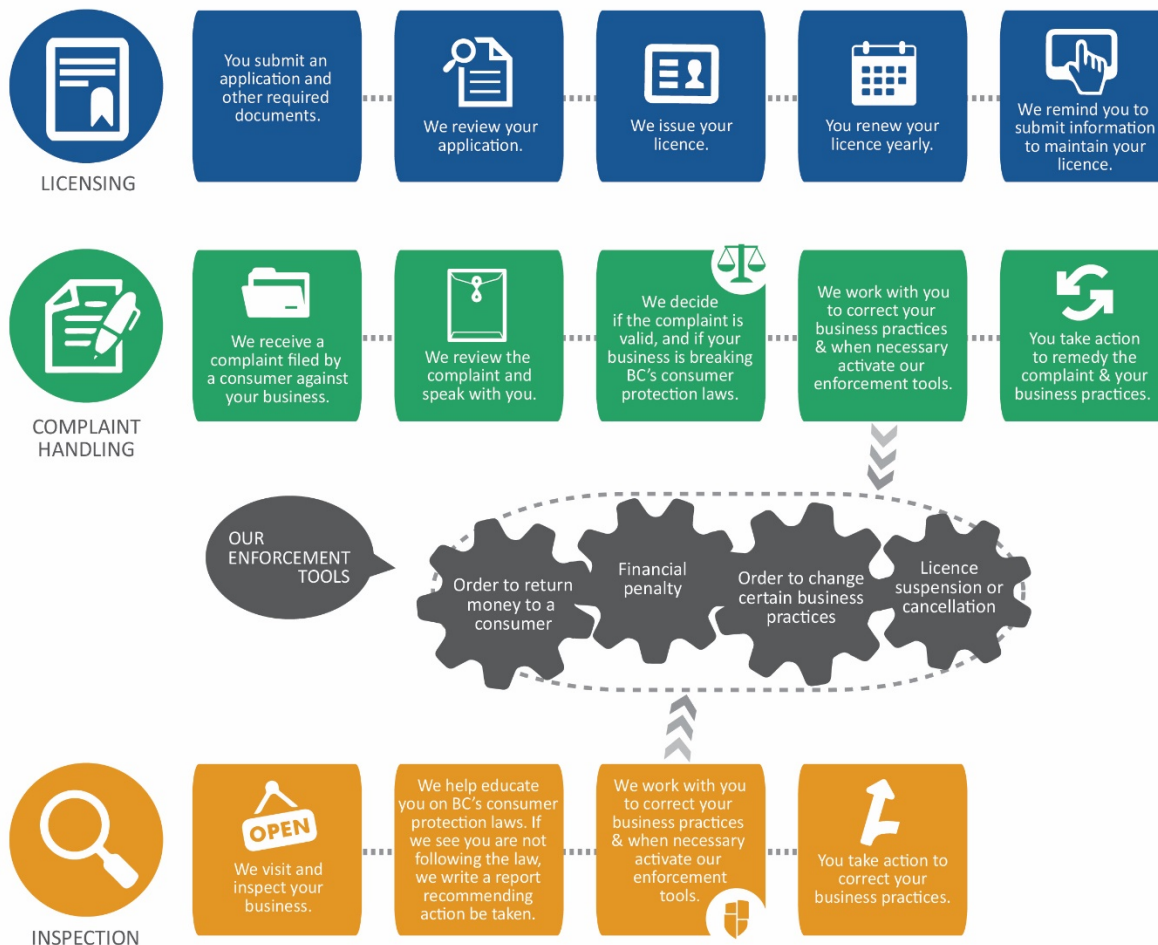 You submit an
application and
other required
documents.
We review your
application.
We issue your
licence.
You renew your
licence yearly.
We remind you to
submit information
to maintain your
licence.
LICENSING
We receive a
complaint filed by
a consumer against
your business.
We review the
complaint and
speak with you.
We decide
if the complaint is
valid, and if your
business is breaking
BC's consumer
protection laws.
We work with you
to correct your
business practices
& when necessary
activate our
enforcement tools.
You take action
to remedy the
complaint & your
business practices.
COMPLAINT
HANDLING
OUR
ENFORCEMENT
TOOLS
Order to return
money to a
consumer
Financial
penalty
Order to change
certain business
practices
Licence
suspension or
cancellation
OPEN
We visit and
inspect your
business.
We help educate
you on BC's consumer
protection laws. If
we see you are not
following the law,
we write a report
recommending
action be taken.
We work with you
to correct your
business practices
& when necessary
activate our
enforcement
tools.
You take action to
correct your
business practices.
INSPECTION